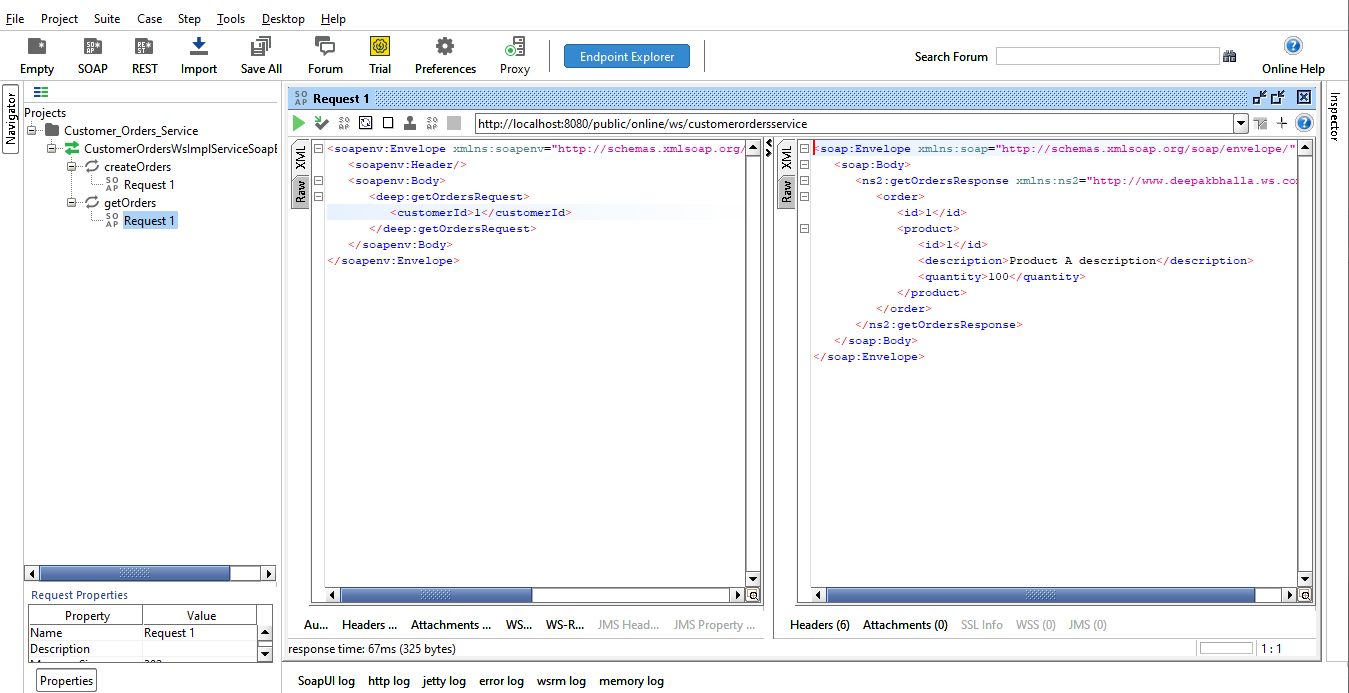 File Project Suite Case Step Tools Desktop Help
Empty SOAP REST Import Save All Forum Trial Preferences Proxy Endpoint Explorer Search Forum Online Help
Navigator
Projects
Customer_Orders_Service
CustomerOrdersWsImplServiceSoapB
createOrders
SO AP Request 1
getOrders
SO AP Request 1
Request Properties
Property Value
Name Request 1
Description
Properties
SO AP Request 1
http://localhost:8080/public/online/ws/customerordersservice
XML
Raw
<soapenv:Envelope xmlns:soapenv="http://schemas.xmlsoap.org/
<soapenv:Header/>
<soapenv:Body>
<deep:getOrdersRequest>
<customerId>1</customerId>
</deep:getOrdersRequest>
</soapenv:Body>
</soapenv:Envelope>
Au... Headers ... Attachments ... WS... WS-R... JMS Head... JMS Property ...
XML
Raw
<soap:Envelope xmlns:soap="http://schemas.xmlsoap.org/soap/envelope/"
<soap:Body>
<ns2:getOrdersResponse xmlns:ns2="http://www.deepakbhalla.ws.co
<order>
<id>1</id>
<product>
<id>1</id>
<description>Product A description</description>
<quantity>100</quantity>
</product>
</order>
</ns2:getOrdersResponse>
</soap:Body>
</soap:Envelope>
Headers (6) Attachments (0) SSL Info WSS (0) JMS (0)
response time: 67ms (325 bytes)
1 : 1
SoapUI log http log jetty log error log wsrm log memory log
Inspector